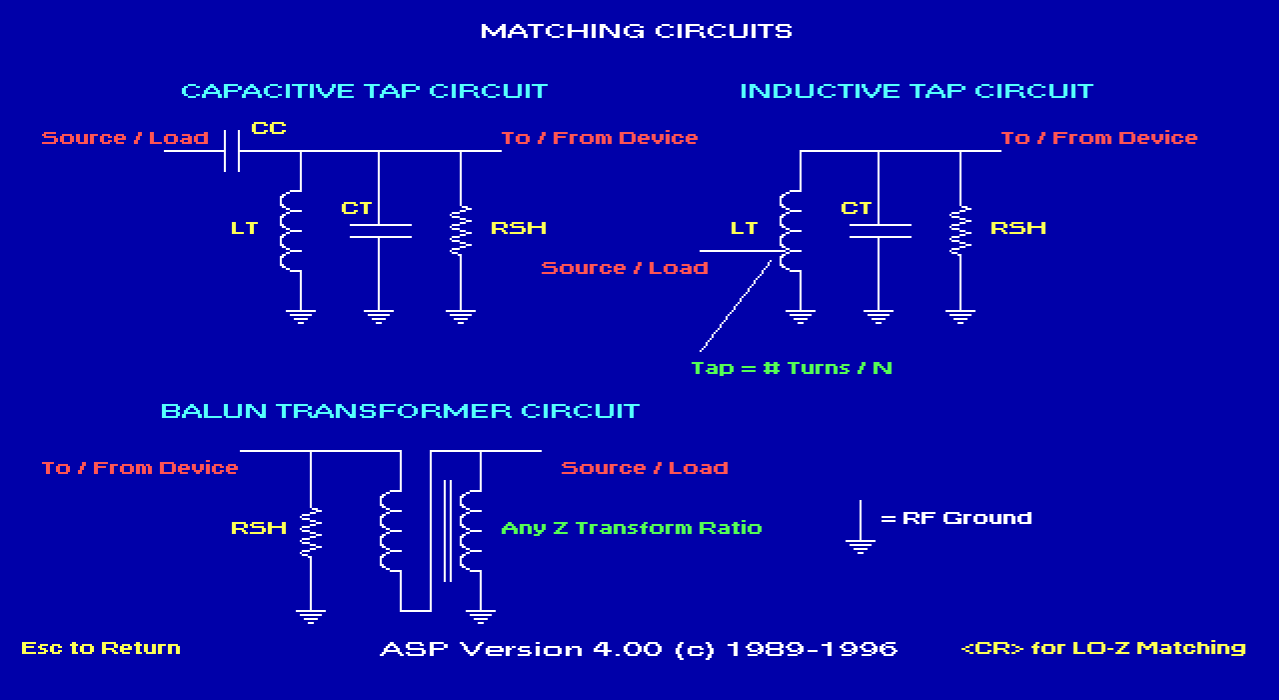 MATCHING CIRCUITS
CAPACITIVE TAP CIRCUIT
INDUCTIVE TAP CIRCUIT
CC
Source / Load
To / From Device
To / From Device
CT
CT
LT
RSH
LT
RSH
Source / Load
Tap = # Turns / N
BALUN TRANSFORMER CIRCUIT
To / From Device
Source / Load
RSH
Any Z Transform Ratio
= RF Ground
Esc to Return
ASP Version 4.00 (c) 1989-1996
<CR> for LO-Z Matching